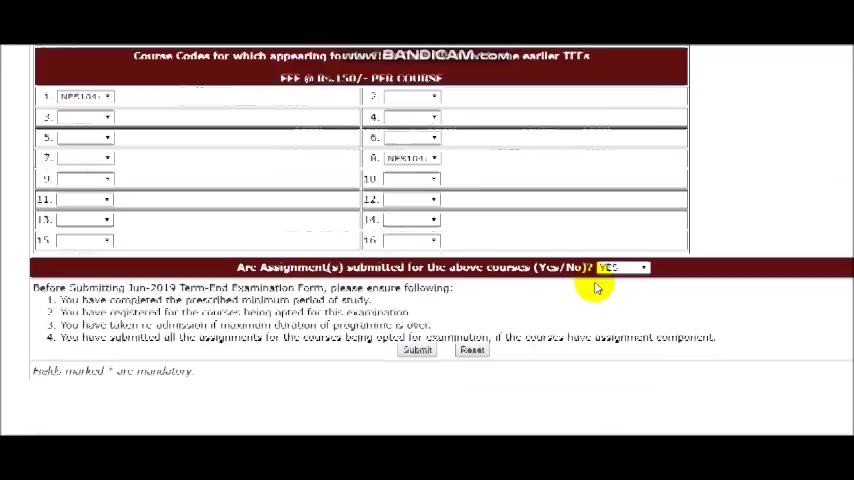 Course Codes for which appearing for earlier TEEs
www.BANDICAM.com
FEE @ Rs.150/- PER COURSE
1. 2.
3. 4.
5. 6.
7. 8.
9. 10.
11. 12.
13. 14.
15 16
Are Assignment(s) submitted for the above courses (Yes/No)? YES
Before Submitting Jun-2019 Term-End Examination Form, please ensure following:
1. You have completed the prescribed minimum period of study.
2. You have registered for the courses being opted for this examination
3. You have taken re-admission if maximum duration of programme is over.
4. You have submitted all the assignments for the courses being opted for examination, if the courses have assignment component.
Submit Reset
Fields marked * are mandatory.